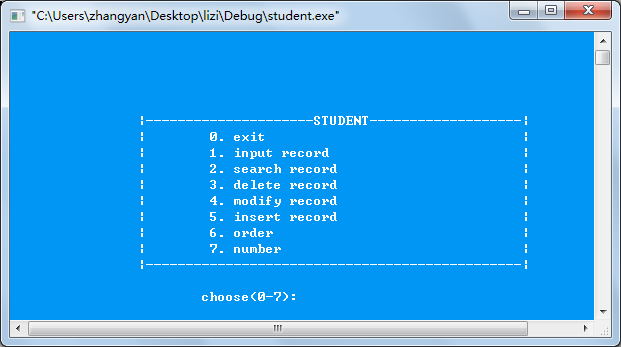 "C:\Users\zhangyan\Desktop\lizi\Debug\student.exe"
|---------------------STUDENT-------------------|
0. exit
1. input record
2. search record
3. delete record
4. modify record
5. insert record
6. order
7. number
|-----------------------------------------------|
choose(0-7):